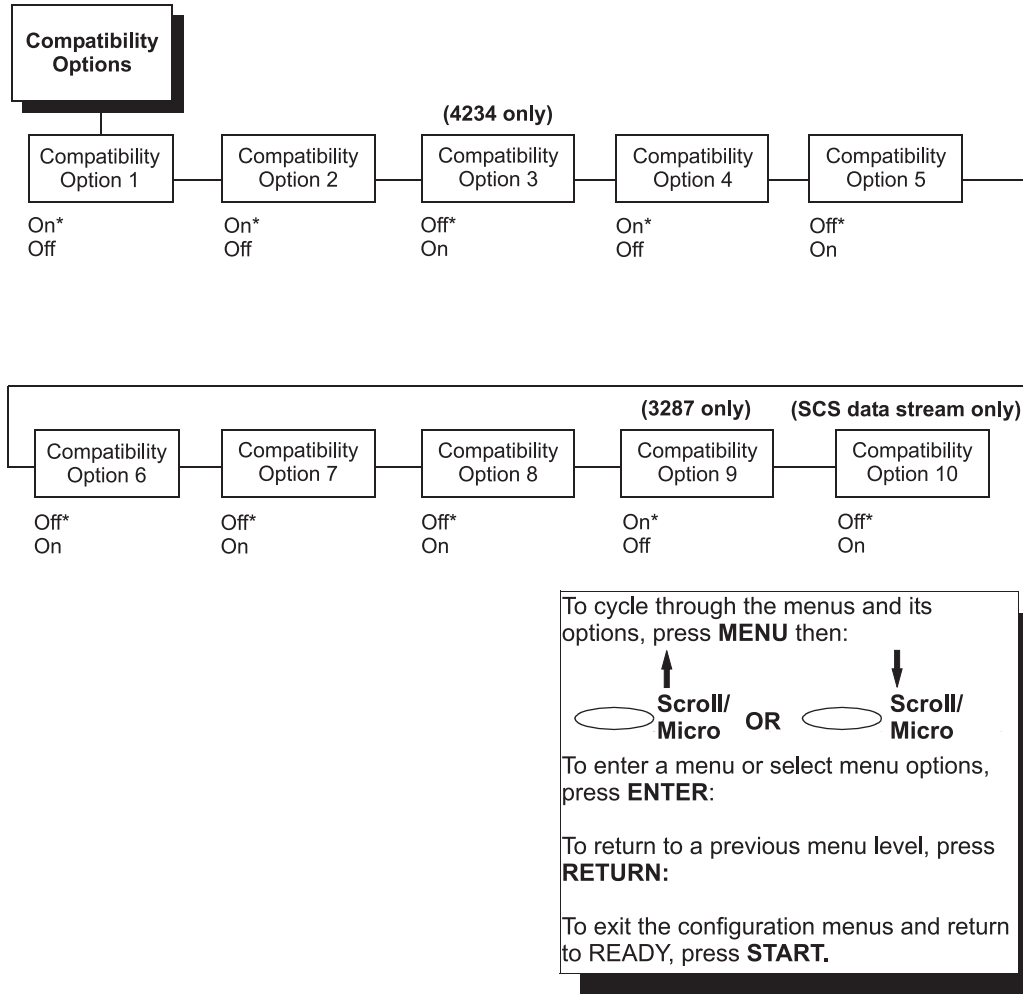 Compatibility
Options
(4234 only)
Compatibility
Option 1
Compatibility
Option 2
Compatibility
Option 3
Compatibility
Option 4
Compatibility
Option 5
On*
Off
On*
Off
Off*
On
On*
Off
Off*
On
(3287 only)
(SCS data stream only)
Compatibility
Option 6
Compatibility
Option 7
Compatibility
Option 8
Compatibility
Option 9
Compatibility
Option 10
Off*
On
Off*
On
Off*
On
On*
Off
Off*
On
To cycle through the menus and its
options, press MENU then:
Scroll/
Micro
OR
Scroll/
Micro
To enter a menu or select menu options,
press ENTER:
To return to a previous menu level, press
RETURN:
To exit the configuration menus and return
to READY, press START.